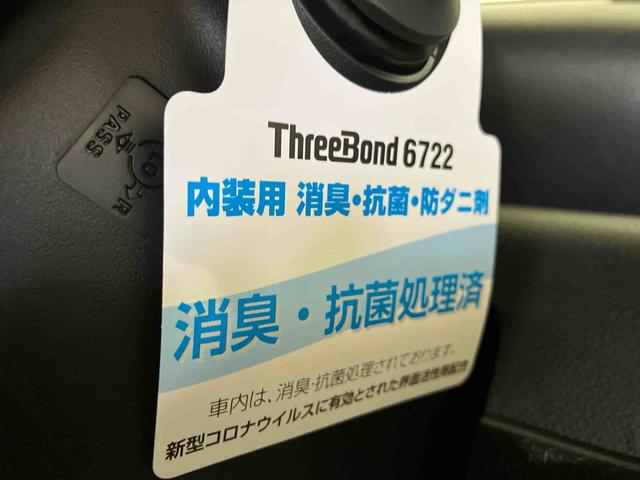 ThreeBond 6722
内装用 消臭・抗菌・防ダニ剤
消臭・抗菌処理済
車内は、消臭・抗菌処理されております。
新型コロナウイルスに有効とされた界面活性剤配合
PASS
LO
R